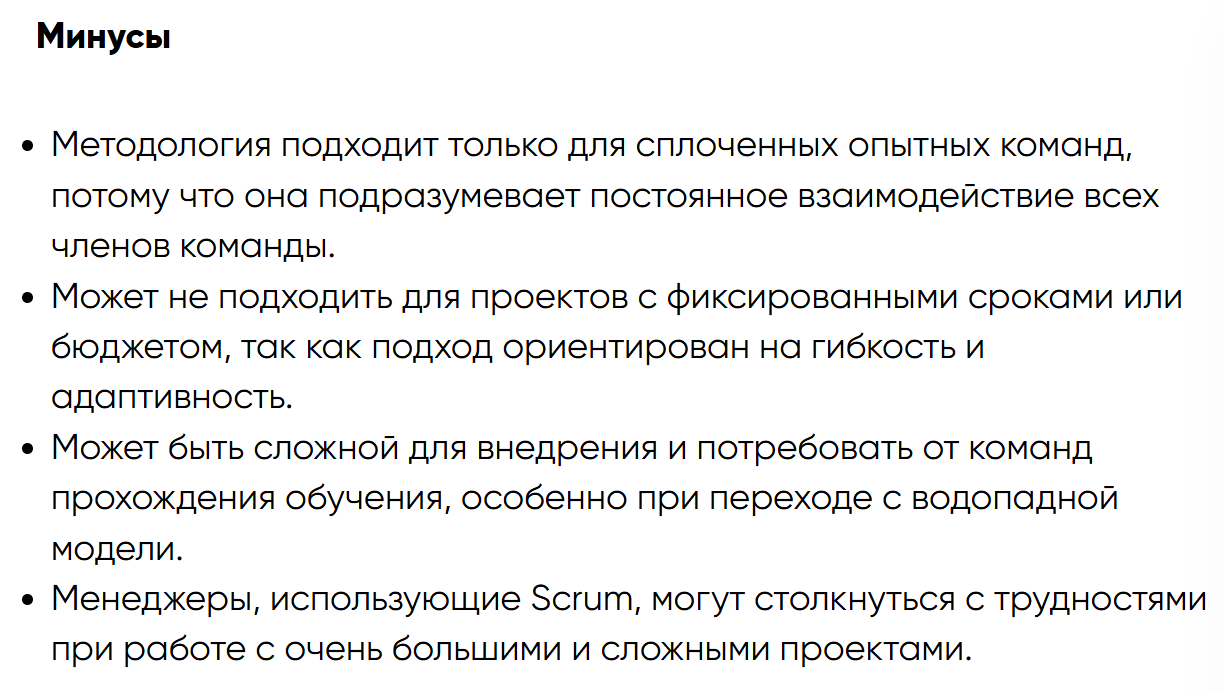 Минусы
• Методология подходит только для сплоченных опытных команд,
потому что она подразумевает постоянное взаимодействие всех
членов команды.
• Может не подходить для проектов с фиксированными сроками или
бюджетом, так как подход ориентирован на гибкость и
адаптивность.
• Может быть сложной для внедрения и потребовать от команд
прохождения обучения, особенно при переходе с водопадной
модели.
• Менеджеры, использующие Scrum, могут столкнуться с трудностями
при работе с очень большими и сложными проектами.